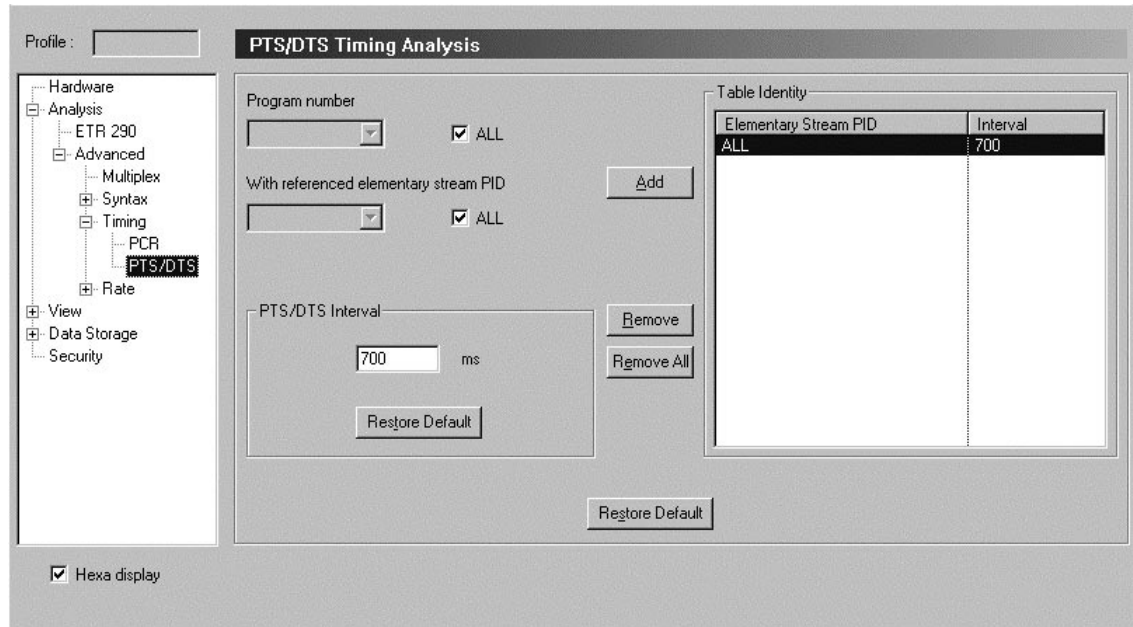 Profile :
PTS/DTS Timing Analysis
Hardware
Analysis
ETR 290
Advanced
Multiplex
Syntax
Timing
PCR
PTS/DTS
Rate
View
Data Storage
Security
Program number
ALL
With referenced elementary stream PID
ALL
Add
PTS/DTS Interval
700 ms
Restore Default
Remove
Remove All
Table Identity
Elementary Stream PID Interval
ALL 700
Restore Default
Hexa display